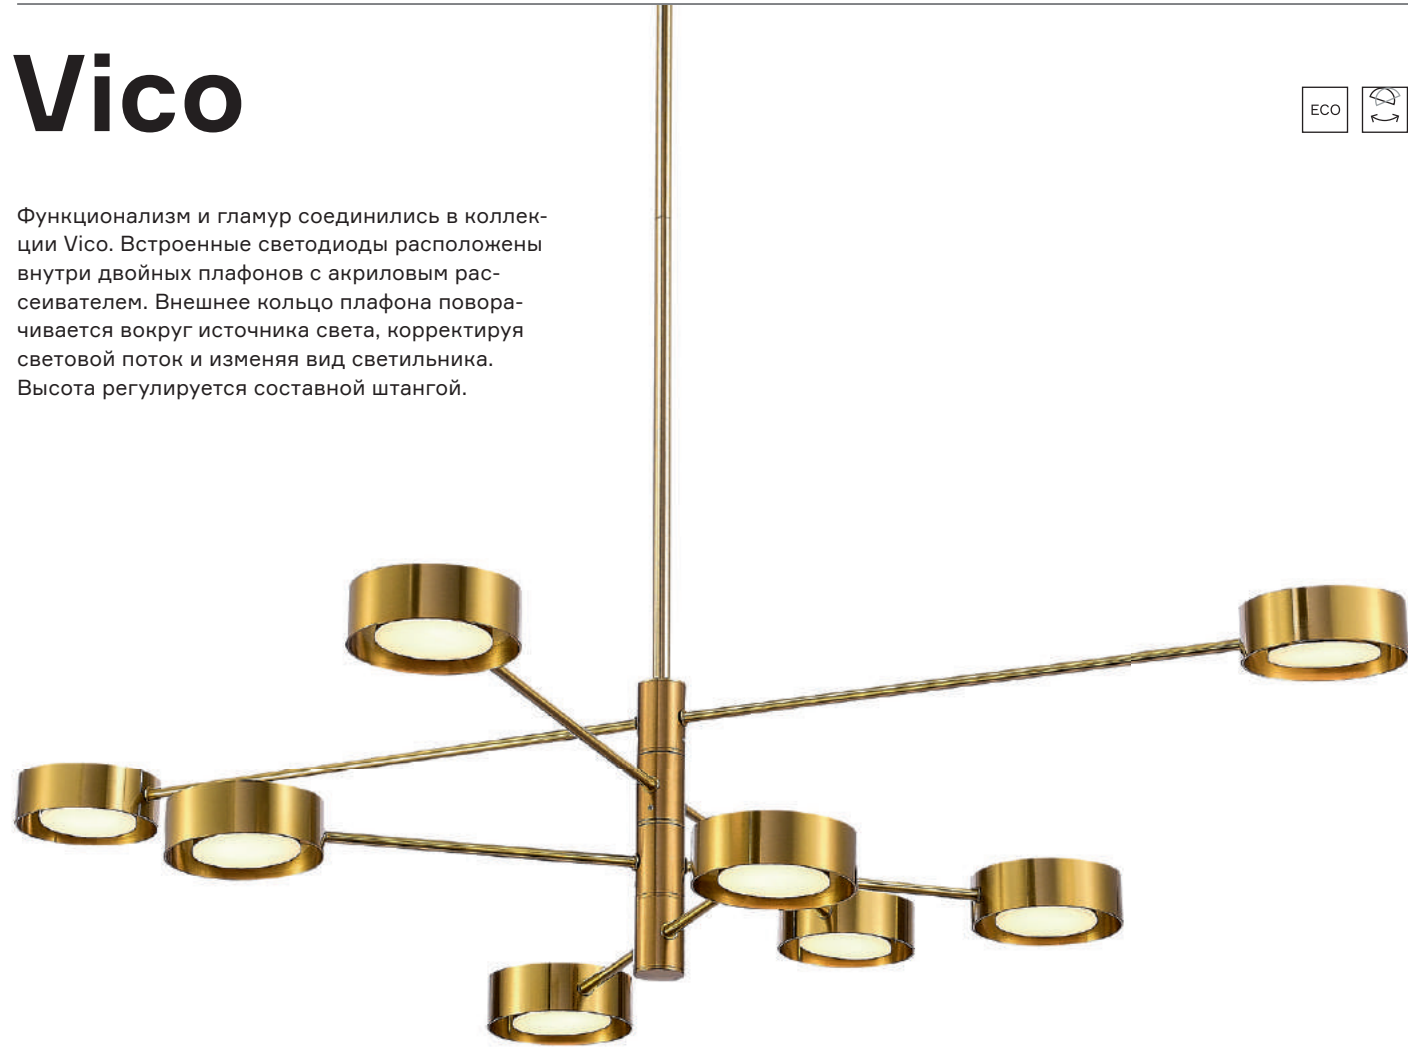 Vico
ECO
Функционализм и гламур соединились в коллек-
ции Vico. Встроенные светодиоды расположены
внутри двойных плафонов с акриловым рас-
сеивателем. Внешнее кольцо плафона повора-
чивается вокруг источника света, корректируя
световой поток и изменяя вид светильника.
Высота регулируется составной штангой.